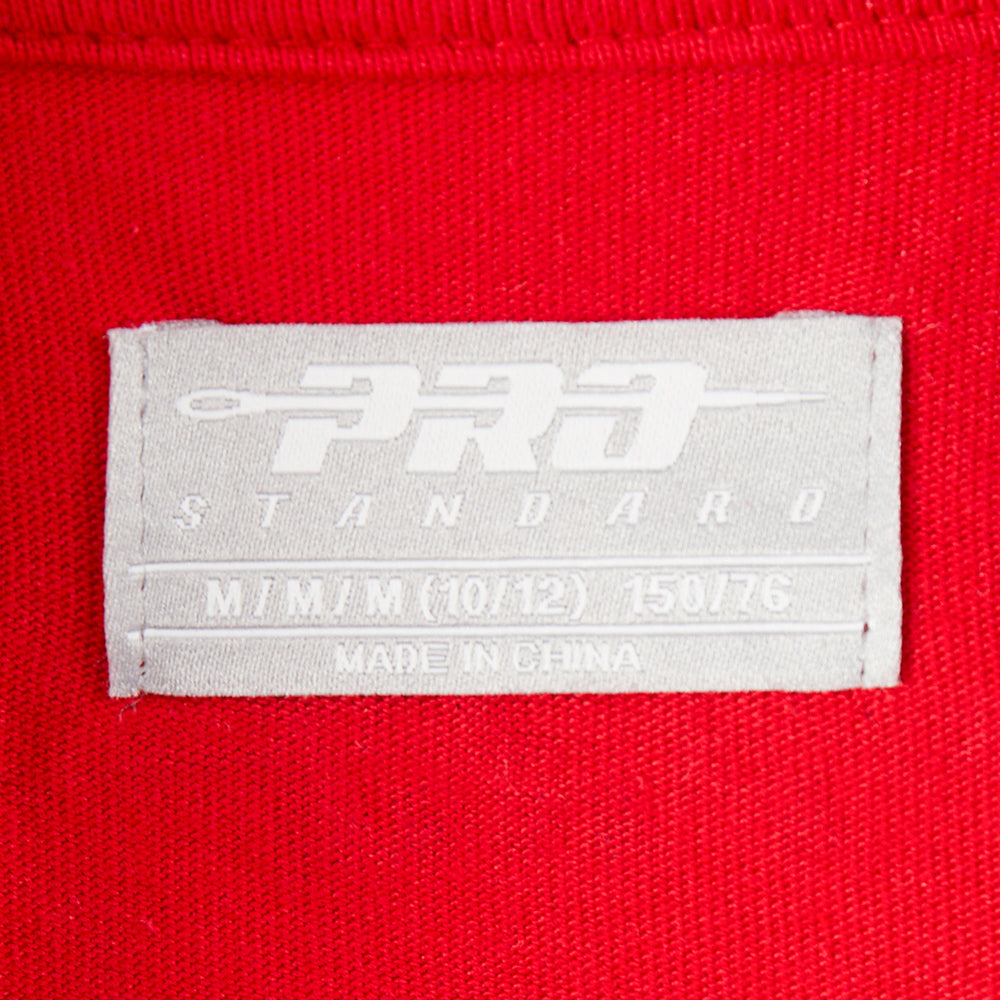 PRO
STANDARD
M/M/M (10/12) 150/76
MADE IN CHINA